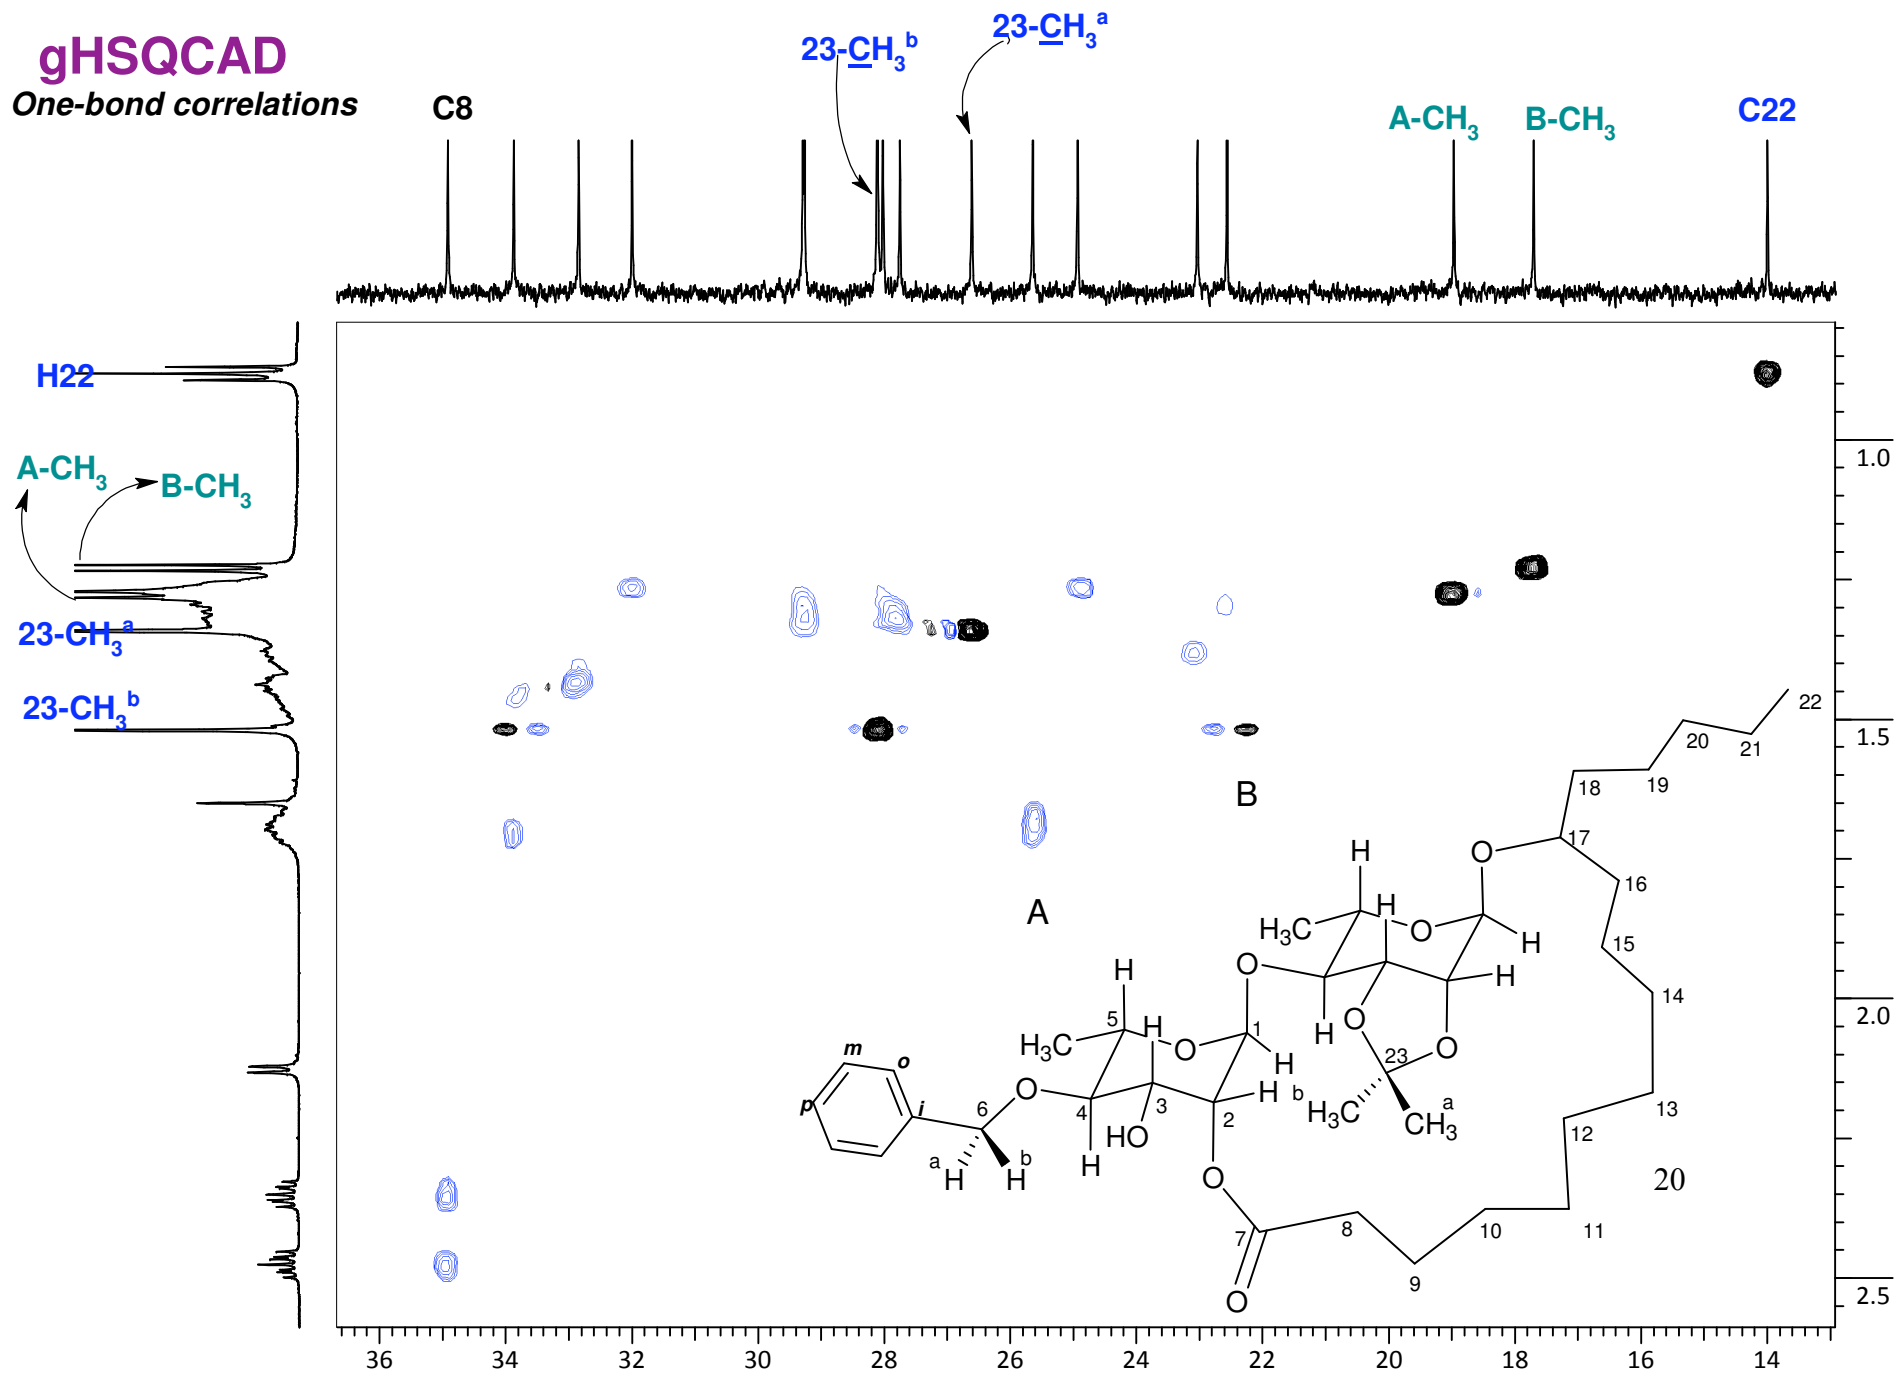 gHSQCAD
One-bond correlations
C8
23-CH3b
23-CH3a
A-CH3
B-CH3
C22
H22
A-CH3
B-CH3
23-CH3a
23-CH3b
1.0
1.5
2.0
2.5
36
34
32
30
28
26
24
22
20
18
16
14
A
B
22
21
20
19
18
17
16
15
14
13
12
11
10
9
8
7
20
O
H
H
H3C
O
H
O
H
H
O
O
23
b
H3C
a
CH3
H
5
H
H3C
O
1
H
H
2
3
4
HO
H
O
6
a
H
b
H
m
o
p
i
O
O